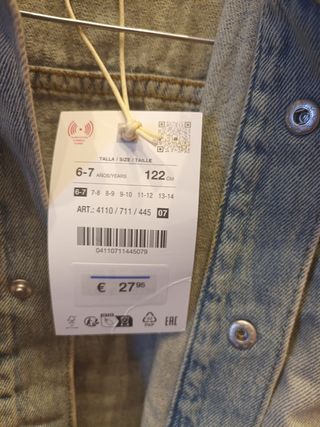 TALLA / SIZE / TAILLE
6-7 AÑOS/YEARS 122 CM
6-7 7-8 8-9 9-10 11-12 13-14
ART.: 4110 / 711 / 445 07
04110711445079
€ 27 95
FSC
EAC